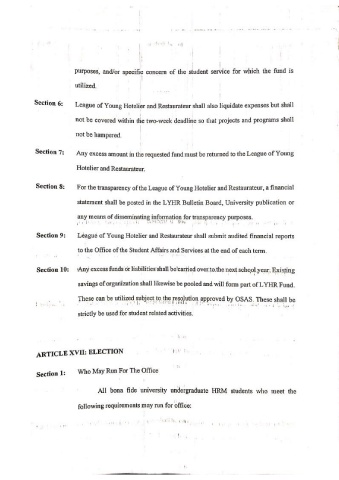 purposes, and/or specific concern of the student service for which the fund is
utilized.
Section 6: League of Young Hotelier and Restaurateur shall also liquidate expenses but shall
not be covered within the two-week deadline so that projects and programs shall
not be hampered.
Section 7: Any excess amount in the requested fund must be returned to the League of Young
Hotelier and Restaurateur.
Section 8: For the transparency of the League of Young Hotelier and Restaurateur, a financial
statement shall be posted in the LYHR Bulletin Board, University publication or
any means of disseminating information for transparency purposes.
Section 9: League of Young Hotelier and Restaurateur shall submit audited financial reports
to the Office of the Student Affairs and Services at the end of each term.
Section 10: Any excess funds or liabilities shall be carried over to the next school year. Existing
savings of organization shall likewise be pooled and will form part of LYHR Fund.
These can be utilized subject to the resolution approved by OSAS. These shall be
strictly be used for student related activities.
ARTICLE XVII: ELECTION
Section 1: Who May Run For The Office
All bona fide university undergraduate HRM students who meet the
following requirements may run for office: